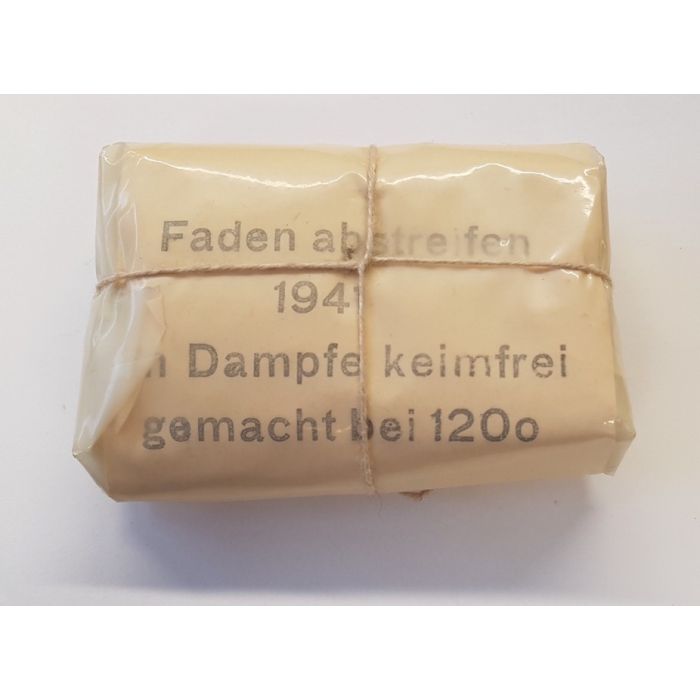 Faden abstreifen
1941
Dampfe keimfrei
gemacht bei 120o